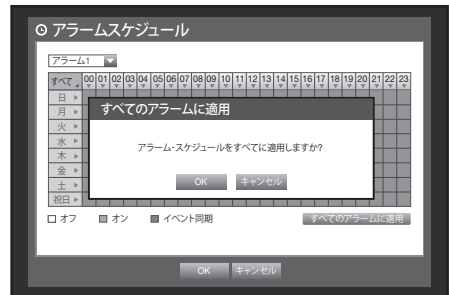 アラームスケジュール
アラーム1
すべて 00 01 02 03 04 05 06 07 08 09 10 11 12 13 14 15 16 17 18 19 20 21 22 23
日
月
火
水
木
金
土
祝日
すべてのアラームに適用
アラーム・スケジュールをすべてに適用しますか?
OK キャンセル
オフ オン イベント同期 すべてのアラームに適用
OK キャンセル